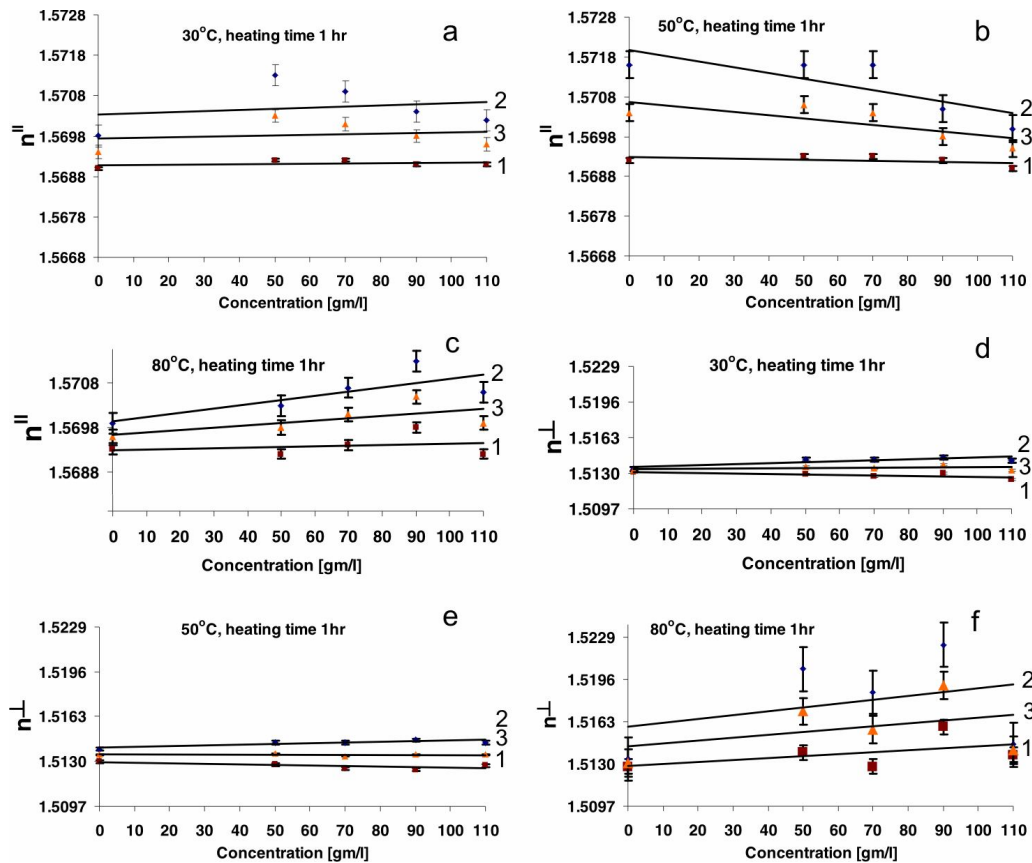 a
30°C, heating time 1 hr
n||
1.5728
1.5718
1.5708
1.5698
1.5688
1.5678
1.5668
2
3
1
0 10 20 30 40 50 60 70 80 90 100 110
Concentration [gm/l]
b
50°C, heating time 1hr
n||
1.5728
1.5718
1.5708
1.5698
1.5688
1.5678
1.5668
2
3
1
0 10 20 30 40 50 60 70 80 90 100 110
Concentration [gm/l]
c
80°C, heating time 1hr
n||
1.5708
1.5698
1.5688
2
3
1
0 10 20 30 40 50 60 70 80 90 100 110
Concentration [gm/l]
d
30°C, heating time 1hr
n⊥
1.5229
1.5196
1.5163
1.5130
1.5097
2
3
1
0 10 20 30 40 50 60 70 80 90 100 110
Concentration [gm/l]
e
50°C, heating time 1hr
n⊥
1.5229
1.5196
1.5163
1.5130
1.5097
2
3
1
0 10 20 30 40 50 60 70 80 90 100 110
Concentration [gm/l]
f
80°C, heating time 1hr
n⊥
1.5229
1.5196
1.5163
1.5130
1.5097
2
3
1
0 10 20 30 40 50 60 70 80 90 100 110
Concentration [gm/l]